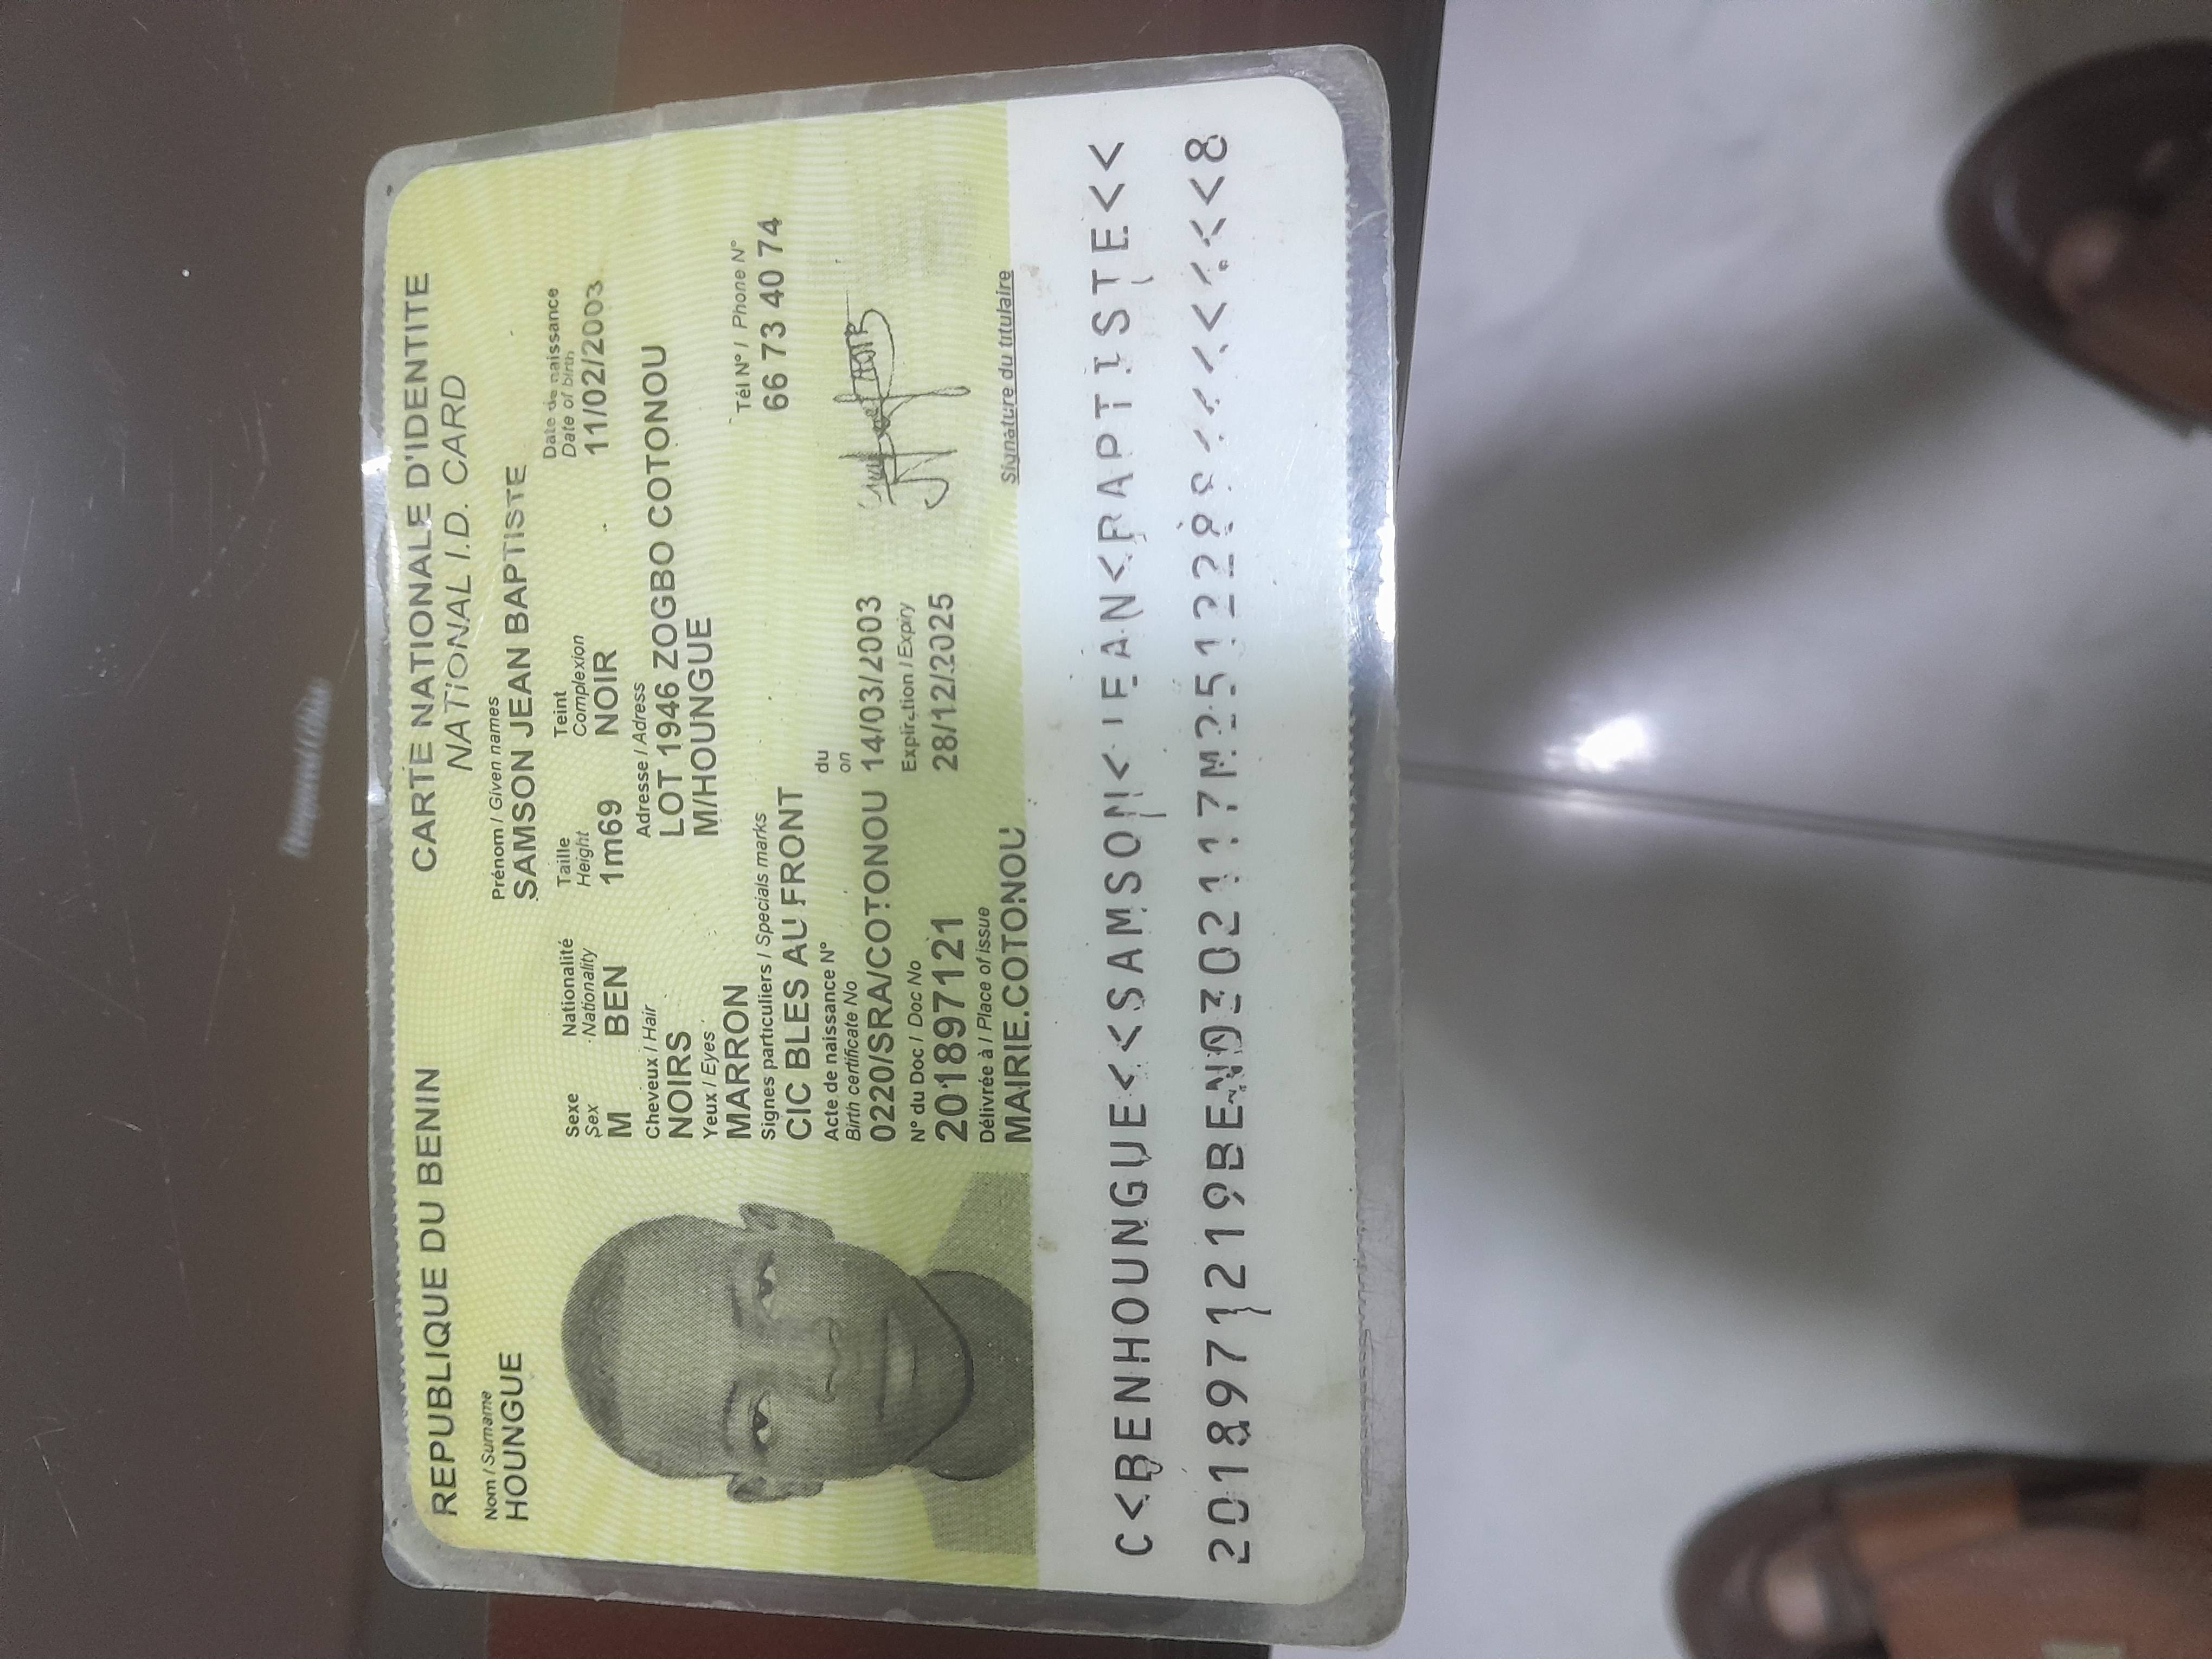 REPUBLIQUE DU BENIN
CARTE NATIONALE D'IDENTITE
NATIONAL I.D. CARD
Nom / Surname
HOUNGUE
Prénom / Given names
SAMSON JEAN BAPTISTE
Sexe
Sex
M
Nationalité
Nationality
BEN
Taille
Height
1m69
Teint
Complexion
NOIR
Date de naissance
Date of birth
11/02/2003
Cheveux / Hair
NOIRS
Adresse / Adress
LOT 1946 ZOGBO COTONOU
M/HOUNGUE
Yeux / Eyes
MARRON
Signes particuliers / Specials marks
CIC BLES AU FRONT
Tél N° / Phone N°
66 73 40 74
Acte de naissance N°
Birth certificate No
0220/SRA/COTONOU
du
on
14/03/2003
N° du Doc / Doc No
201897121
Expiration / Expiry
28/12/2025
Délivrée à / Place of issue
MAIRIE.COTONOU
Signature du titulaire
C<BENHOUNGUE<<SAMSON<JEAN<BAPTISTE<<